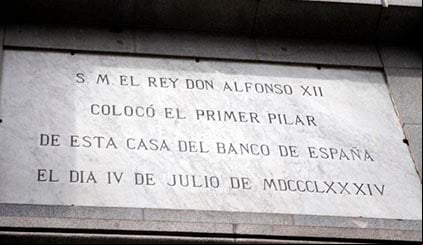 S. M. EL REY DON ALFONSO XII
COLOCÓ EL PRIMER PILAR
DE ESTA CASA DEL BANCO DE ESPAÑA
EL DIA IV DE JULIO DE MDCCCLXXXIV